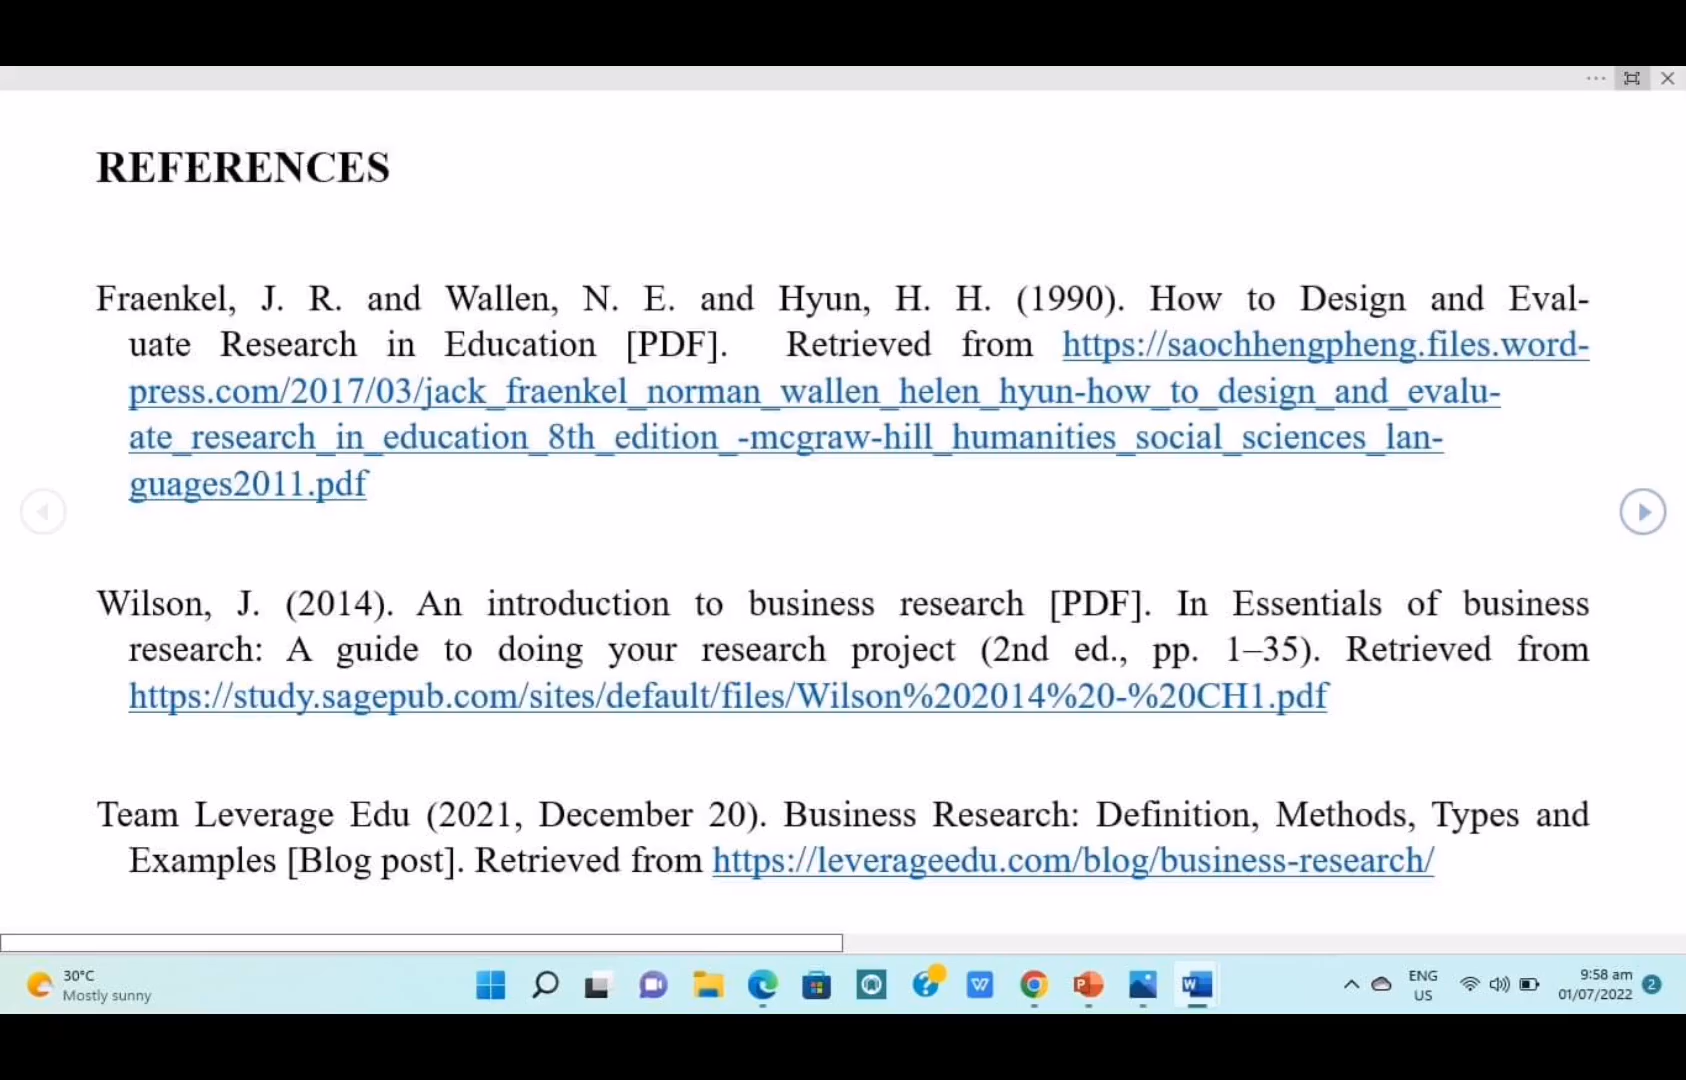 REFERENCES
Fraenkel, J. R. and Wallen, N. E. and Hyun, H. H. (1990). How to Design and Eval-
uate Research in Education [PDF]. Retrieved from https://saochhengpheng.files.word-
press.com/2017/03/jack_fraenkel_norman_wallen_helen_hyun-how_to_design_and_evalu-
ate_research_in_education_8th_edition_-mcgraw-hill_humanities_social_sciences_lan-
guages2011.pdf
Wilson, J. (2014). An introduction to business research [PDF]. In Essentials of business
research: A guide to doing your research project (2nd ed., pp. 1–35). Retrieved from
https://study.sagepub.com/sites/default/files/Wilson%202014%20-%20CH1.pdf
Team Leverage Edu (2021, December 20). Business Research: Definition, Methods, Types and
Examples [Blog post]. Retrieved from https://leverageedu.com/blog/business-research/
30°C
Mostly sunny
ENG
US
9:58 am
01/07/2022
2